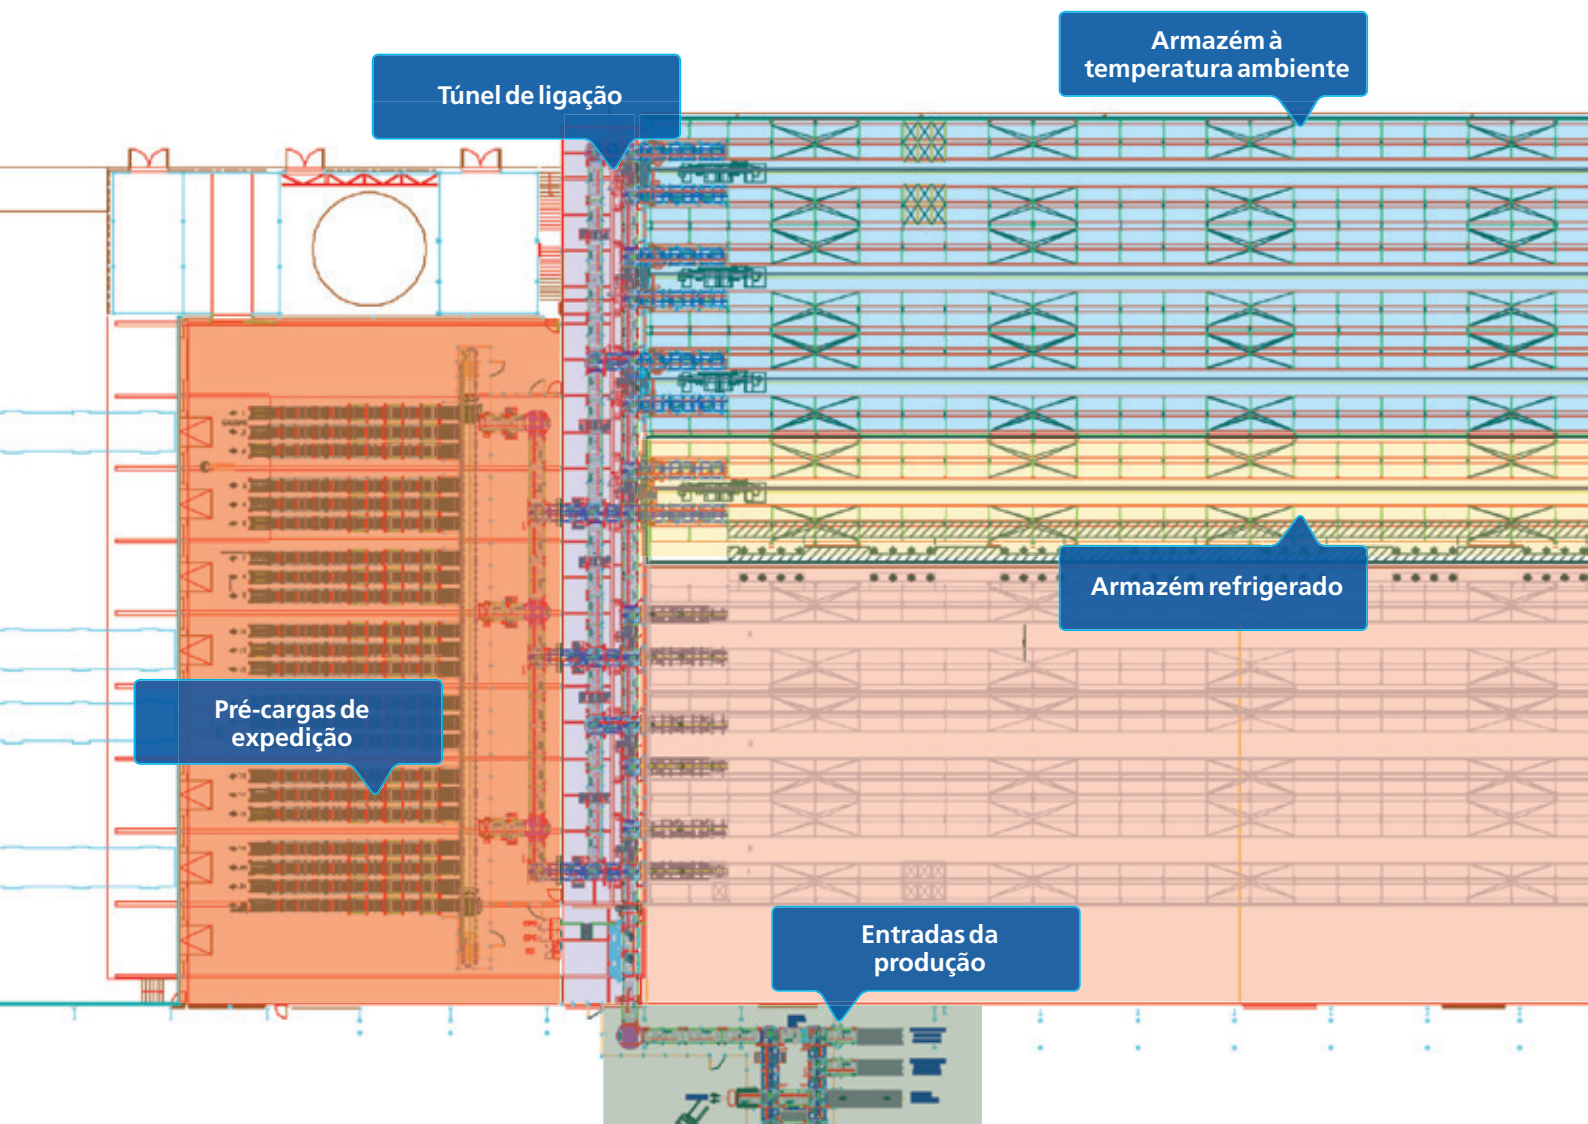 Armazém à
temperatura ambiente
Túnel de ligação
Armazém refrigerado
Pré-cargas de
expedição
Entradas da
produção